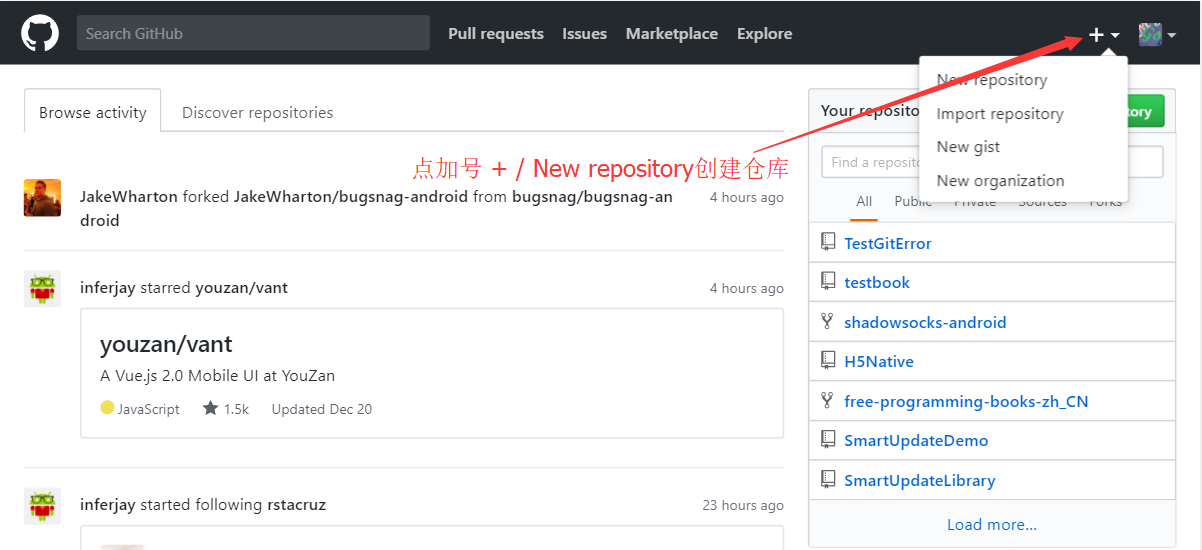 Search GitHub
Pull requests
Issues
Marketplace
Explore
New repository
Import repository
New gist
New organization
Browse activity
Discover repositories
点加号 + / New repository创建仓库
JakeWharton forked JakeWharton/bugsnag-android from bugsnag/bugsnag-an
droid
4 hours ago
inferjay starred youzan/vant
4 hours ago
youzan/vant
A Vue.js 2.0 Mobile UI at YouZan
JavaScript
1.5k
Updated Dec 20
inferjay started following rstacruz
23 hours ago
Your reposito
tory
Find a reposito
All
Public
Private
Sources
Forks
TestGitError
testbook
shadowsocks-android
H5Native
free-programming-books-zh_CN
SmartUpdateDemo
SmartUpdateLibrary
Load more...